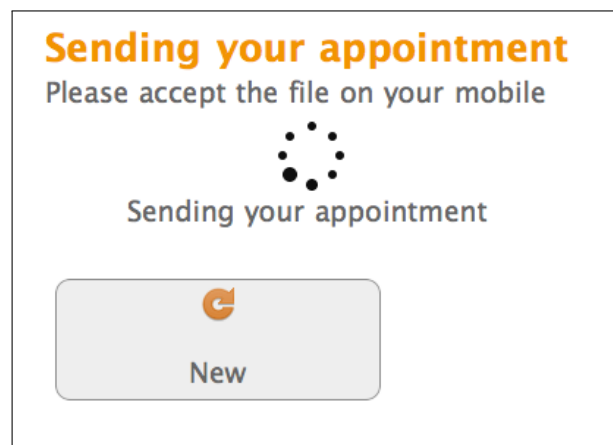 Sending your appointment
Please accept the file on your mobile
Sending your appointment
New